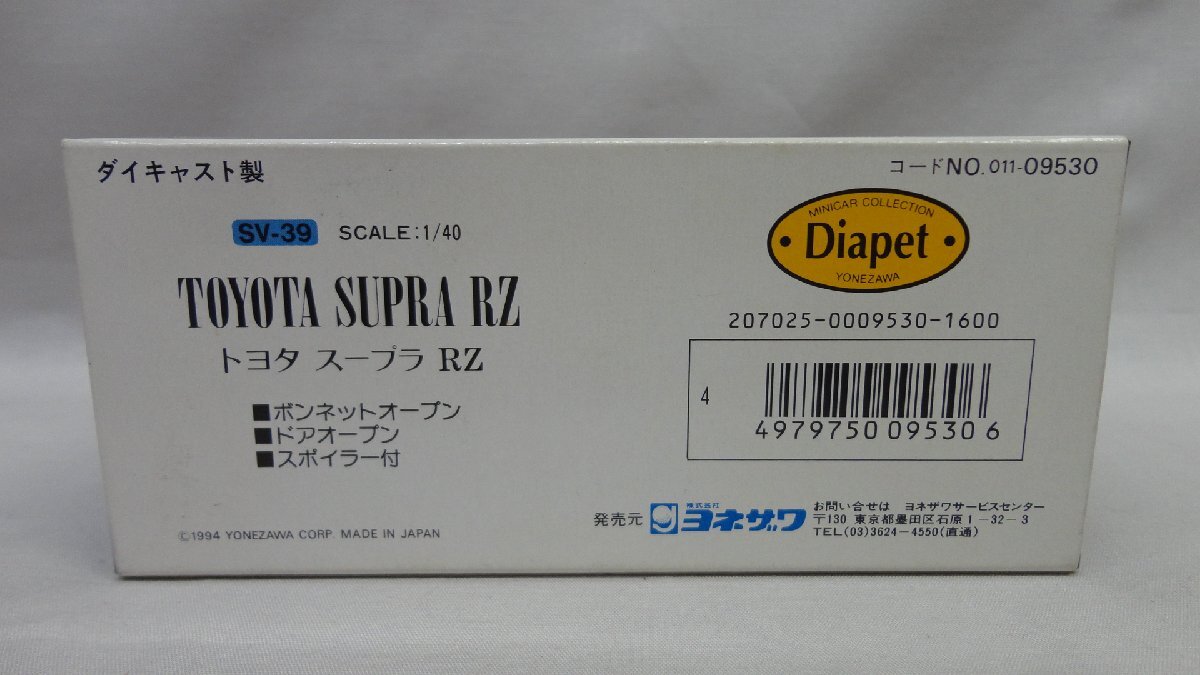 ダイキャスト製
コードNO. 011-09530
SV-39 SCALE:1/40
TOYOTA SUPRA RZ
トヨタ スープラ RZ
■ボンネットオープン
■ドアオープン
■スポイラー付
©1994 YONEZAWA CORP. MADE IN JAPAN
MINICAR COLLECTION
• Diapet •
YONEZAWA
207025-0009530-1600
4
4979750095306
発売元 株式会社 ヨネザワ
お問い合せは ヨネザワサービスセンター
〒130 東京都墨田区石原1-32-3
TEL(03)3624-4550(直通)